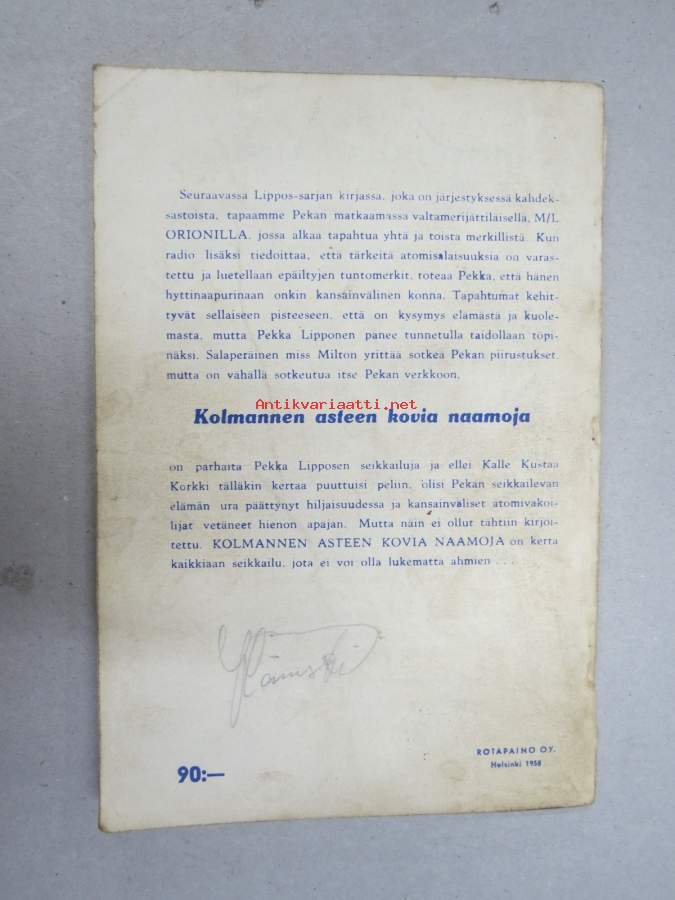 Seuraavassa Lippos-sarjan kirjassa, joka on järjestyksessä kahdek-
sastoista, tapaamme Pekan matkaamassa valtamerijättiläisellä, M/L
ORIONILLA, jossa alkaa tapahtua yhtä ja toista merkillistä. Kun
radio lisäksi tiedoittaa, että tärkeitä atomisalaisuuksia on varas-
tettu ja luetellaan epäiltyjen tuntomerkit, toteaa Pekka, että hänen
hyttinaapurinaan onkin kansainvälinen konna. Tapahtumat kehit-
tyvät sellaiseen pisteeseen, että on kysymys elämästä ja kuole-
masta, mutta Pekka Lipponen panee tunnetulla taidollaan töpi-
näksi. Salaperäinen miss Milton yrittää sotkea Pekan piirustukset,
mutta on vähällä sotkeutua itse Pekan verkkoon.
Antikvariaatti.net
Kolmannen asteen kovia naamoja
on parhaita Pekka Lipposen seikkailuja ja ellei Kalle Kustaa
Korkki tälläkin kertaa puuttuisi peliin, olisi Pekan seikkailevan
elämän ura päättynyt hiljaisuudessa ja kansainväliset atomivakoi-
lijat vetäneet hienon apajan. Mutta näin ei ollut tähtiin kirjoi-
tettu. KOLMANNEN ASTEEN KOVIA NAAMOJA on kerta
kaikkiaan seikkailu, jota ei voi olla lukematta ahmien . . .
90:—
ROTAPAINO OY.
Helsinki 1958